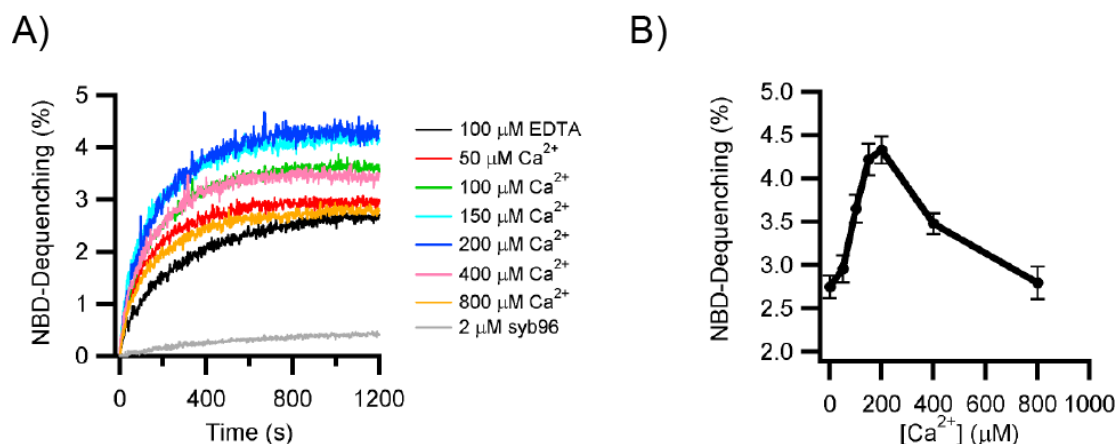 A)
NBD-Dequenching (%)
5
4
3
2
1
0
0
400
800
1200
Time (s)
100 μM EDTA
50 μM Ca²⁺
100 μM Ca²⁺
150 μM Ca²⁺
200 μM Ca²⁺
400 μM Ca²⁺
800 μM Ca²⁺
2 μM syb96
B)
NBD-Dequenching (%)
5.0
4.5
4.0
3.5
3.0
2.5
2.0
0 200 400 600 800 1000
[Ca²⁺] (μM)